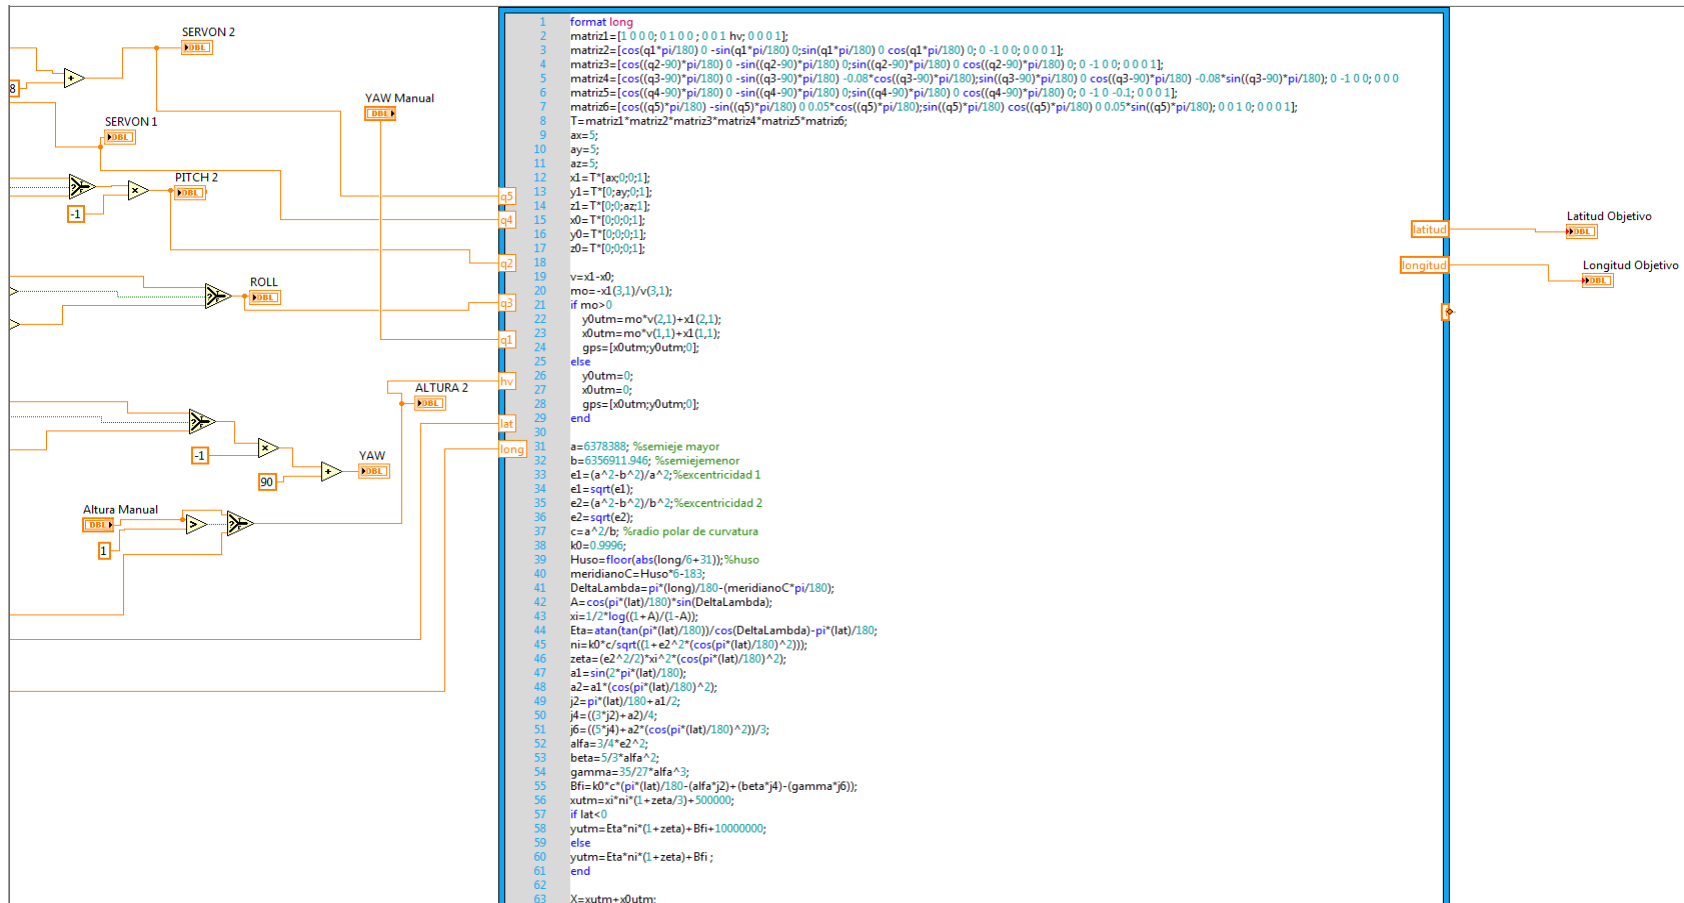 SERVON 2
DBL
8
YAW Manual
DBL
SERVON 1
DBL
PITCH 2
DBL
-1
ROLL
DBL
ALTURA 2
DBL
-1
YAW
DBL
90
Altura Manual
DBL
1
q5
q4
q2
q3
q1
hv
lat
long
1 format long
2 matriz1=[1 0 0 0; 0 1 0 0 ; 0 0 1 hv; 0 0 0 1];
3 matriz2=[cos(q1*pi/180) 0 -sin(q1*pi/180) 0;sin(q1*pi/180) 0 cos(q1*pi/180) 0; 0 -1 0 0; 0 0 0 1];
4 matriz3=[cos((q2-90)*pi/180) 0 -sin((q2-90)*pi/180) 0;sin((q2-90)*pi/180) 0 cos((q2-90)*pi/180) 0; 0 -1 0 0; 0 0 0 1];
5 matriz4=[cos((q3-90)*pi/180) 0 -sin((q3-90)*pi/180) -0.08*cos((q3-90)*pi/180);sin((q3-90)*pi/180) 0 cos((q3-90)*pi/180) -0.08*sin((q3-90)*pi/180); 0 -1 0 0; 0 0 0
6 matriz5=[cos((q4-90)*pi/180) 0 -sin((q4-90)*pi/180) 0;sin((q4-90)*pi/180) 0 cos((q4-90)*pi/180) 0; 0 -1 0 -0.1; 0 0 0 1];
7 matriz6=[cos((q5)*pi/180) -sin((q5)*pi/180) 0 0.05*cos((q5)*pi/180);sin((q5)*pi/180) cos((q5)*pi/180) 0 0.05*sin((q5)*pi/180); 0 0 1 0; 0 0 0 1];
8 T=matriz1*matriz2*matriz3*matriz4*matriz5*matriz6;
9 ax=5;
10 ay=5;
11 az=5;
12 x1=T*[ax;0;0;1];
13 y1=T*[0;ay;0;1];
14 z1=T*[0;0;az;1];
15 x0=T*[0;0;0;1];
16 y0=T*[0;0;0;1];
17 z0=T*[0;0;0;1];
18
19 v=x1-x0;
20 mo=-x1(3,1)/v(3,1);
21 if mo>0
22 y0utm=mo*v(2,1)+x1(2,1);
23 x0utm=mo*v(1,1)+x1(1,1);
24 gps=[x0utm;y0utm;0];
25 else
26 y0utm=0;
27 x0utm=0;
28 gps=[x0utm;y0utm;0];
29 end
30
31 a=6378388; %semieje mayor
32 b=6356911.946; %semiejemenor
33 e1=(a^2-b^2)/a^2;%excentricidad 1
34 e1=sqrt(e1);
35 e2=(a^2-b^2)/b^2;%excentricidad 2
36 e2=sqrt(e2);
37 c=a^2/b; %radio polar de curvatura
38 k0=0.9996;
39 Huso=floor(abs(long/6+31));%huso
40 meridianoC=Huso*6-183;
41 DeltaLambda=pi*(long)/180-(meridianoC*pi/180);
42 A=cos(pi*(lat)/180)*sin(DeltaLambda);
43 xi=1/2*log((1+A)/(1-A));
44 Eta=atan(tan(pi*(lat)/180))/cos(DeltaLambda)-pi*(lat)/180;
45 ni=k0*c/sqrt((1+e2^2*(cos(pi*(lat)/180)^2)));
46 zeta=(e2^2/2)*xi^2*(cos(pi*(lat)/180)^2);
47 a1=sin(2*pi*(lat)/180);
48 a2=a1*(cos(pi*(lat)/180)^2);
49 j2=pi*(lat)/180+a1/2;
50 j4=((3*j2)+a2)/4;
51 j6=((5*j4)+a2*(cos(pi*(lat)/180)^2))/3;
52 alfa=3/4*e2^2;
53 beta=5/3*alfa^2;
54 gamma=35/27*alfa^3;
55 Bfi=k0*c*(pi*(lat)/180-(alfa*j2)+(beta*j4)-(gamma*j6));
56 xutm=xi*ni*(1+zeta/3)+500000;
57 if lat<0
58 yutm=Eta*ni*(1+zeta)+Bfi+10000000;
59 else
60 yutm=Eta*ni*(1+zeta)+Bfi ;
61 end
62
63 X=xutm+x0utm;
latitud
longitud
Latitud Objetivo
DBL
Longitud Objetivo
DBL